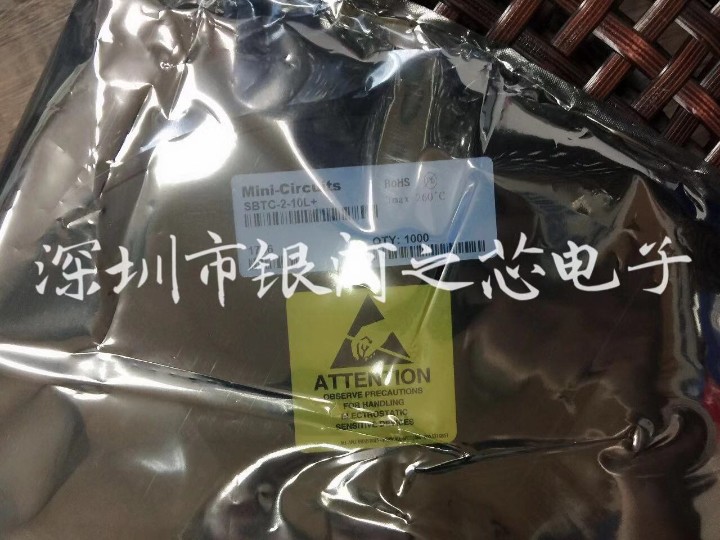 Mini-Circuits
SBTC-2-10L+
RoHS
260°C
QTY: 1000
深圳市银阁之芯电子
ATTENTION
OBSERVE PRECAUTIONS
FOR HANDLING
ELECTROSTATIC
SENSITIVE DEVICES